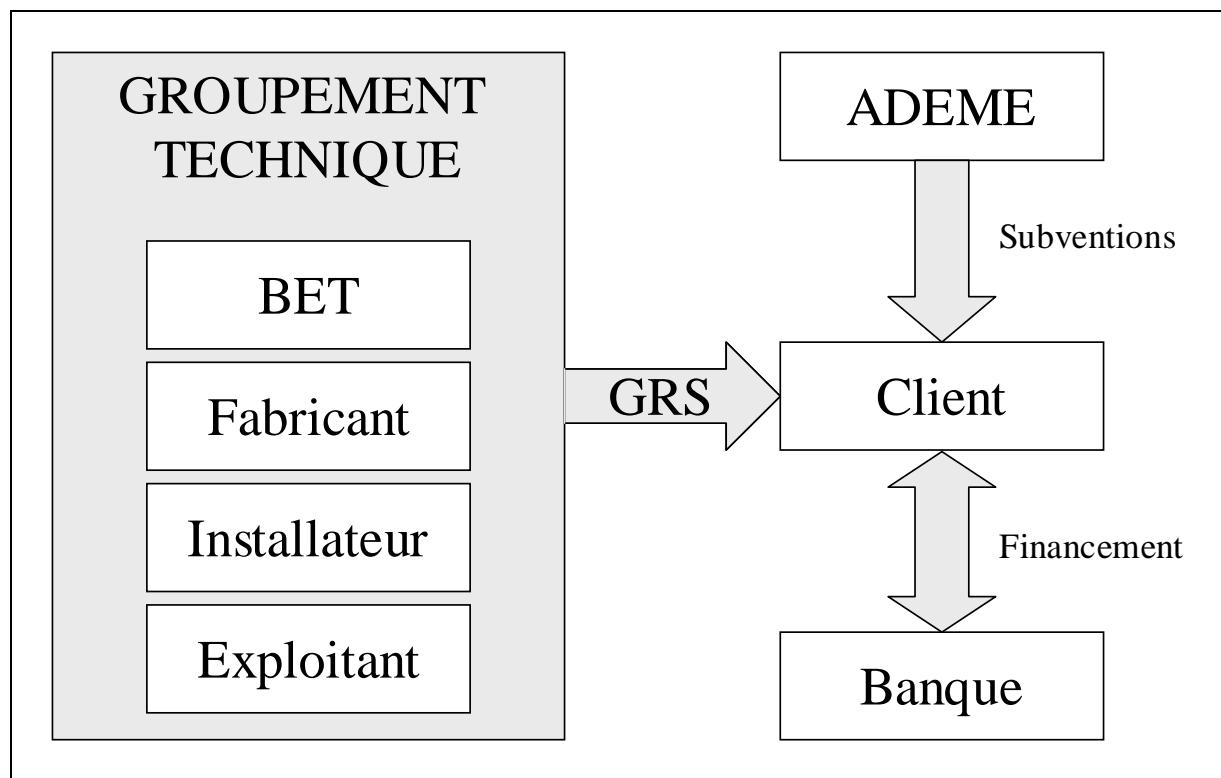 GROUPEMENT
TECHNIQUE
BET
Fabricant
Installateur
Exploitant
GRS
ADEME
Subventions
Client
Financement
Banque